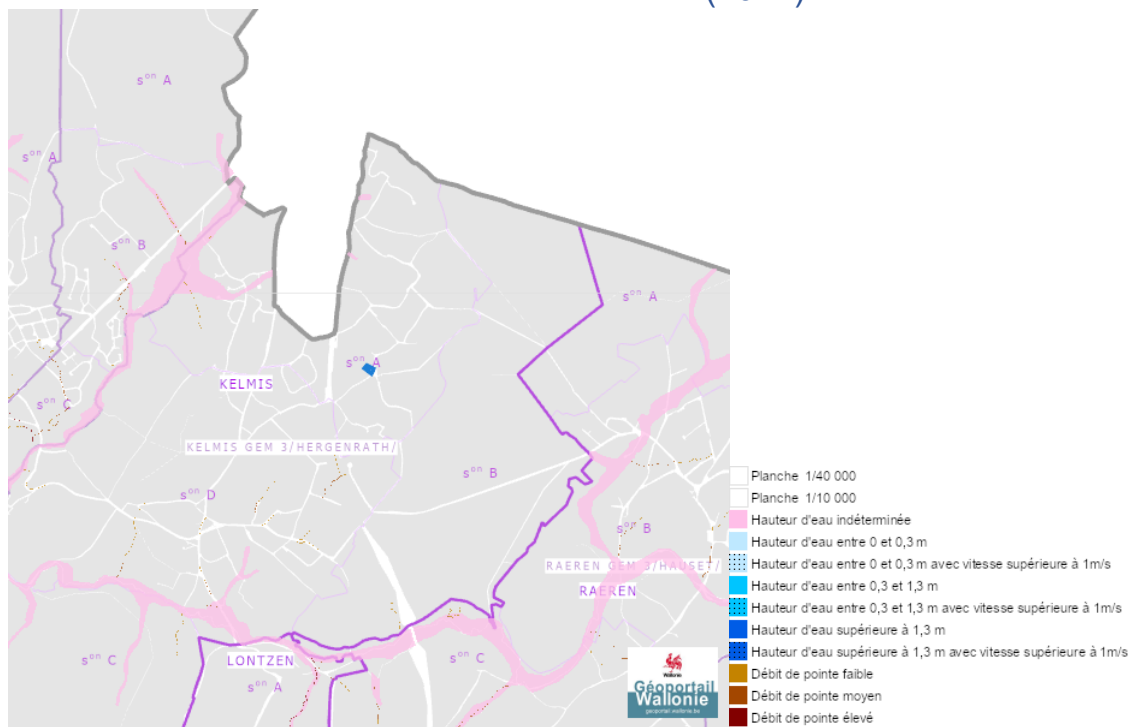 sᵒⁿ A
sᵒⁿ A
sᵒⁿ B
sᵒⁿ A
sᵒⁿ A
KELMIS
sᵒⁿ C
KELMIS GEM 3/HERGENRATH/
sᵒⁿ B
sᵒⁿ D
sᵒⁿ B
RAEREN GEM 3/HAUSET/
RAEREN
sᵒⁿ C
LONTZEN
sᵒⁿ C
sᵒⁿ A
Wallonie
Géoportail
Wallonie
geoportail.wallonie.be
Planche 1/40 000
Planche 1/10 000
Hauteur d'eau indéterminée
Hauteur d'eau entre 0 et 0,3 m
Hauteur d'eau entre 0 et 0,3 m avec vitesse supérieure à 1m/s
Hauteur d'eau entre 0,3 et 1,3 m
Hauteur d'eau entre 0,3 et 1,3 m avec vitesse supérieure à 1m/s
Hauteur d'eau supérieure à 1,3 m
Hauteur d'eau supérieure à 1,3 m avec vitesse supérieure à 1m/s
Débit de pointe faible
Débit de pointe moyen
Débit de pointe élevé